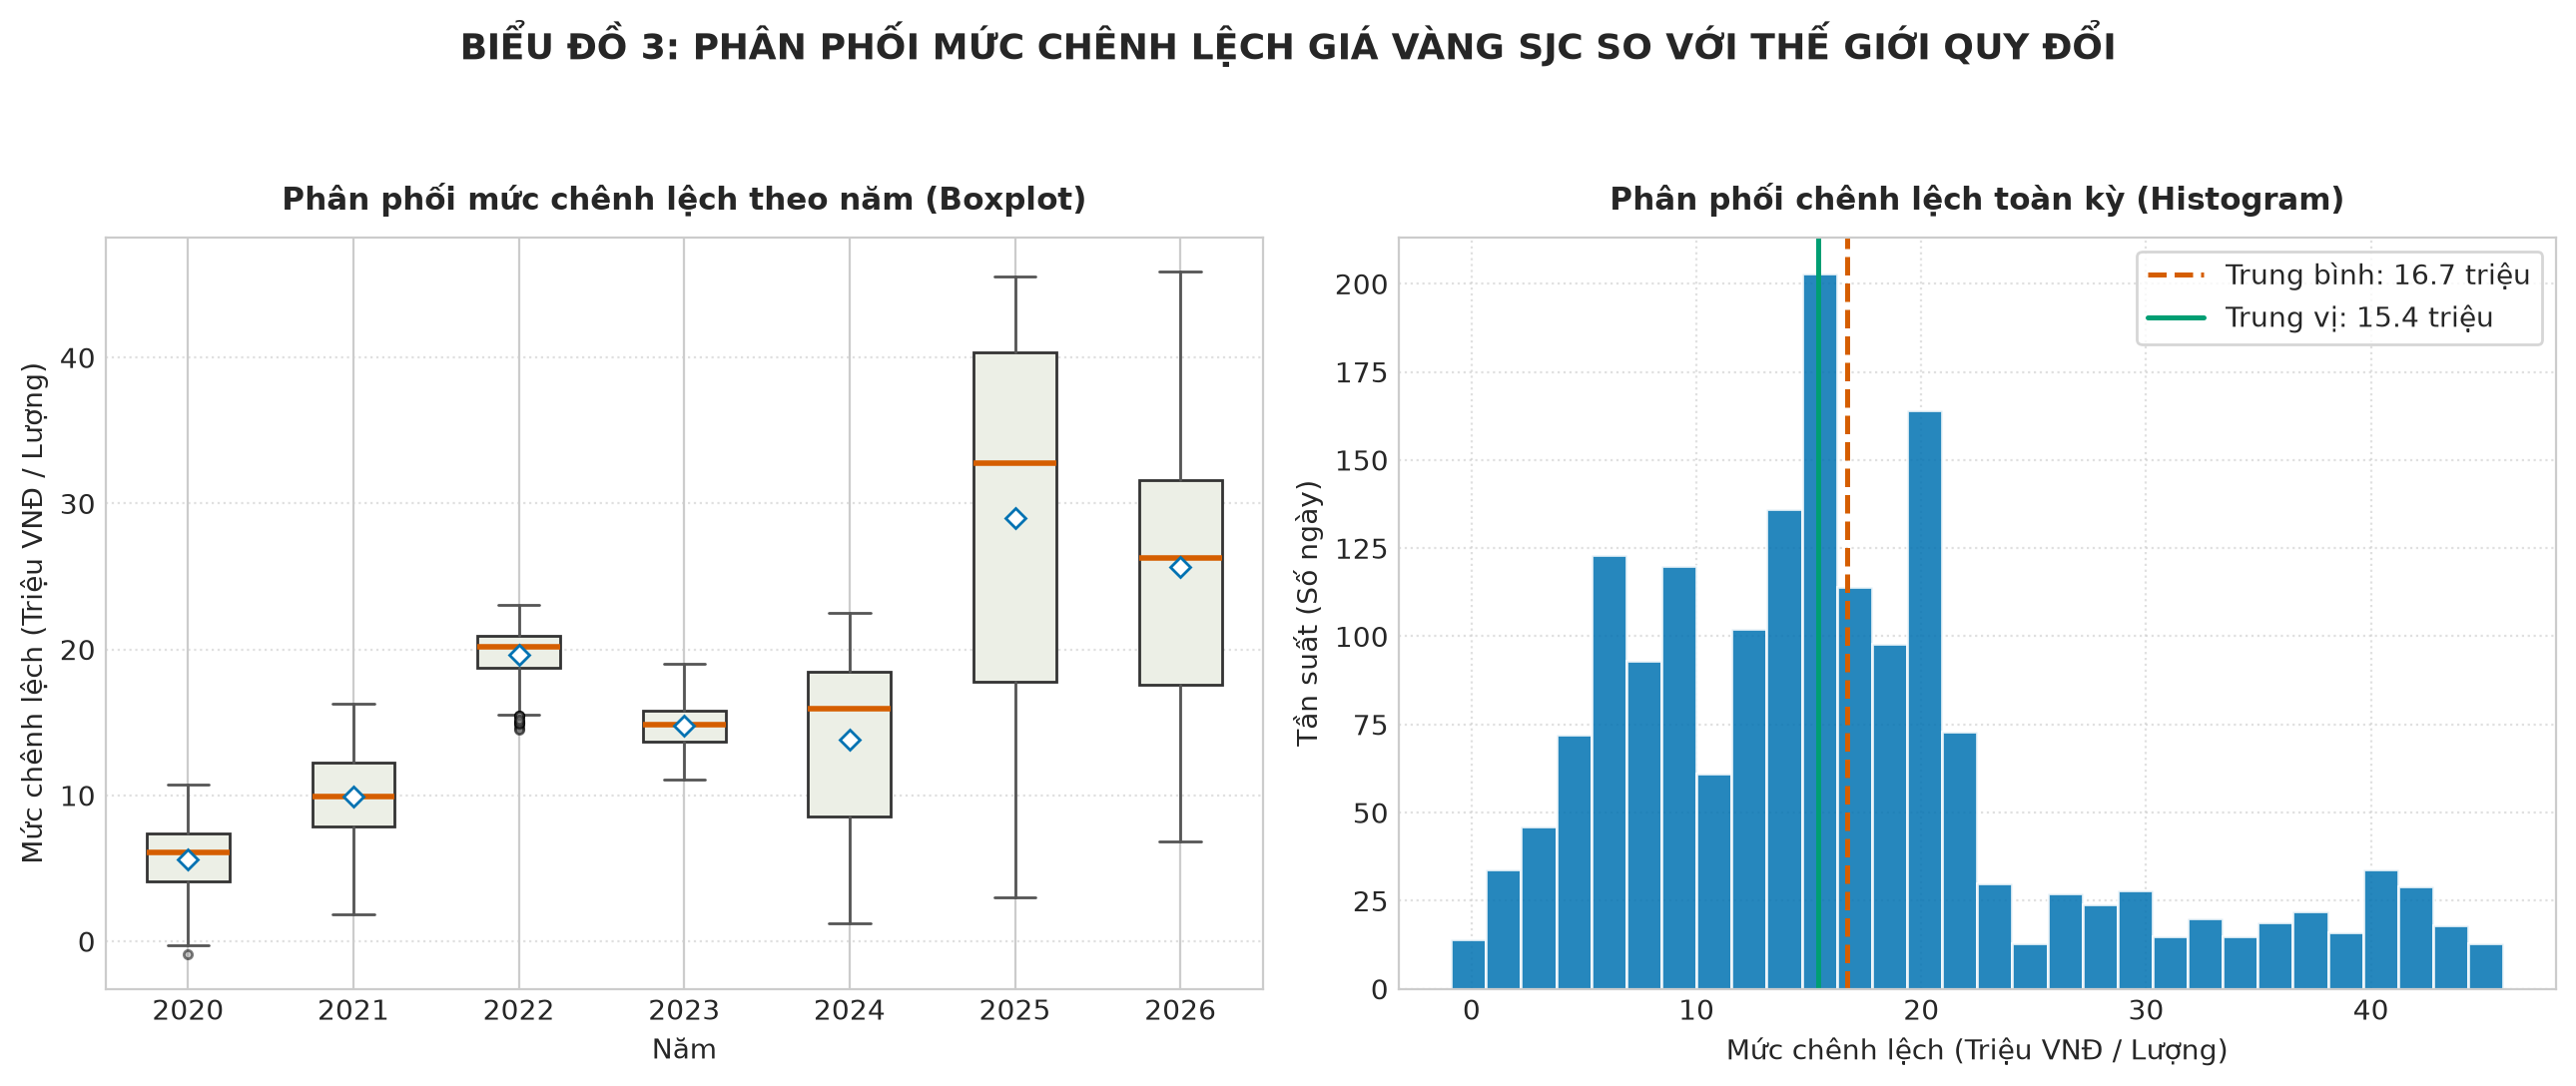 BIỂU ĐỒ 3: PHÂN PHỐI MỨC CHÊNH LỆCH GIÁ VÀNG SJC SO VỚI THẾ GIỚI QUY ĐỔI
Phân phối mức chênh lệch theo năm (Boxplot)
Mức chênh lệch (Triệu VNĐ / Lượng)
40
30
20
10
0
2020 2021 2022 2023 2024 2025 2026
Năm
Phân phối chênh lệch toàn kỳ (Histogram)
Trung bình: 16.7 triệu
Trung vị: 15.4 triệu
Tần suất (Số ngày)
200
175
150
125
100
75
50
25
0
0 10 20 30 40
Mức chênh lệch (Triệu VNĐ / Lượng)